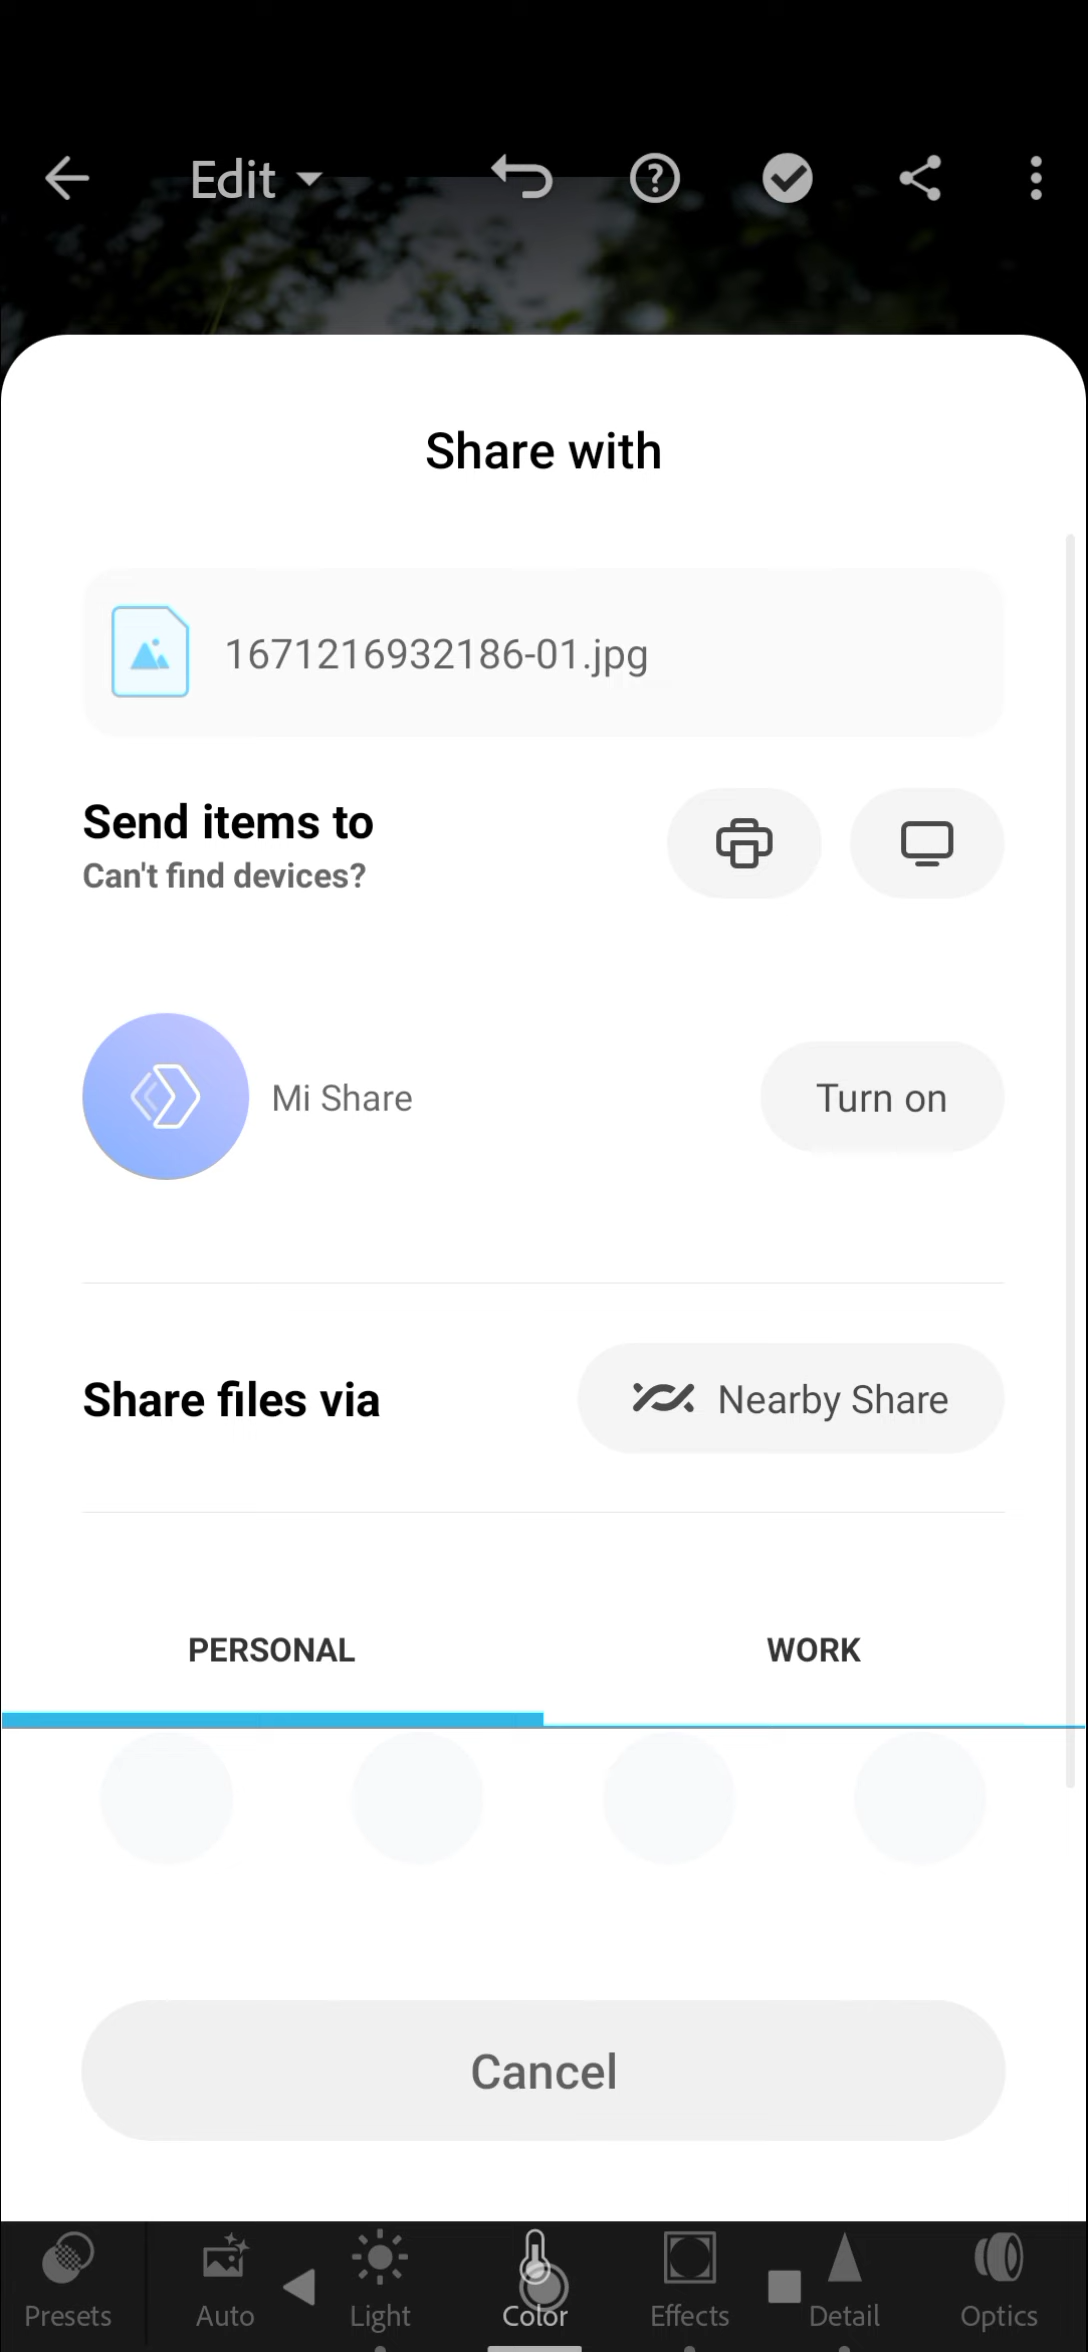 Edit
Share with
1671216932186-01.jpg
Send items to
Can't find devices?
Mi Share
Turn on
Share files via
Nearby Share
PERSONAL
WORK
Cancel
Presets
Auto
Light
Color
Effects
Detail
Optics